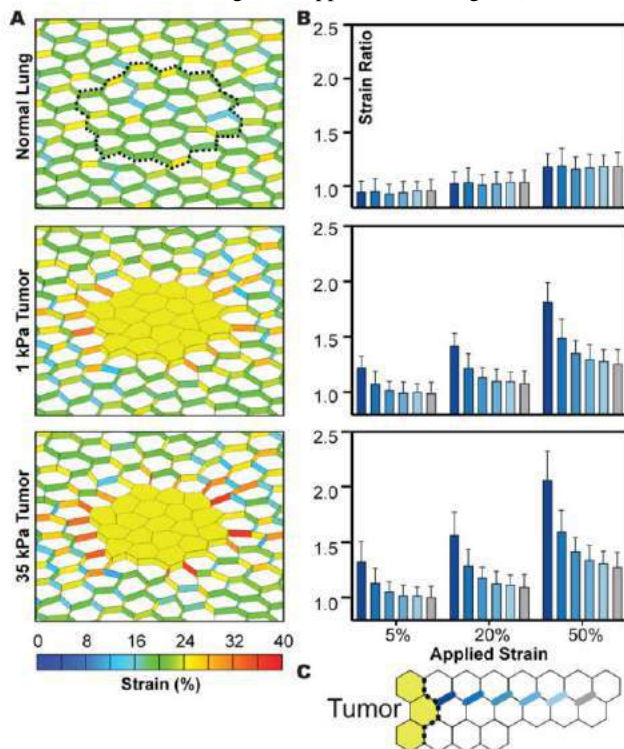 A
B
Normal Lung
Strain Ratio
2.5
2.0
1.5
1.0
1 kPa Tumor
2.5
2.0
1.5
1.0
35 kPa Tumor
2.5
2.0
1.5
1.0
5% 20% 50%
Applied Strain
0 8 16 24 32 40
Strain (%)
C
Tumor